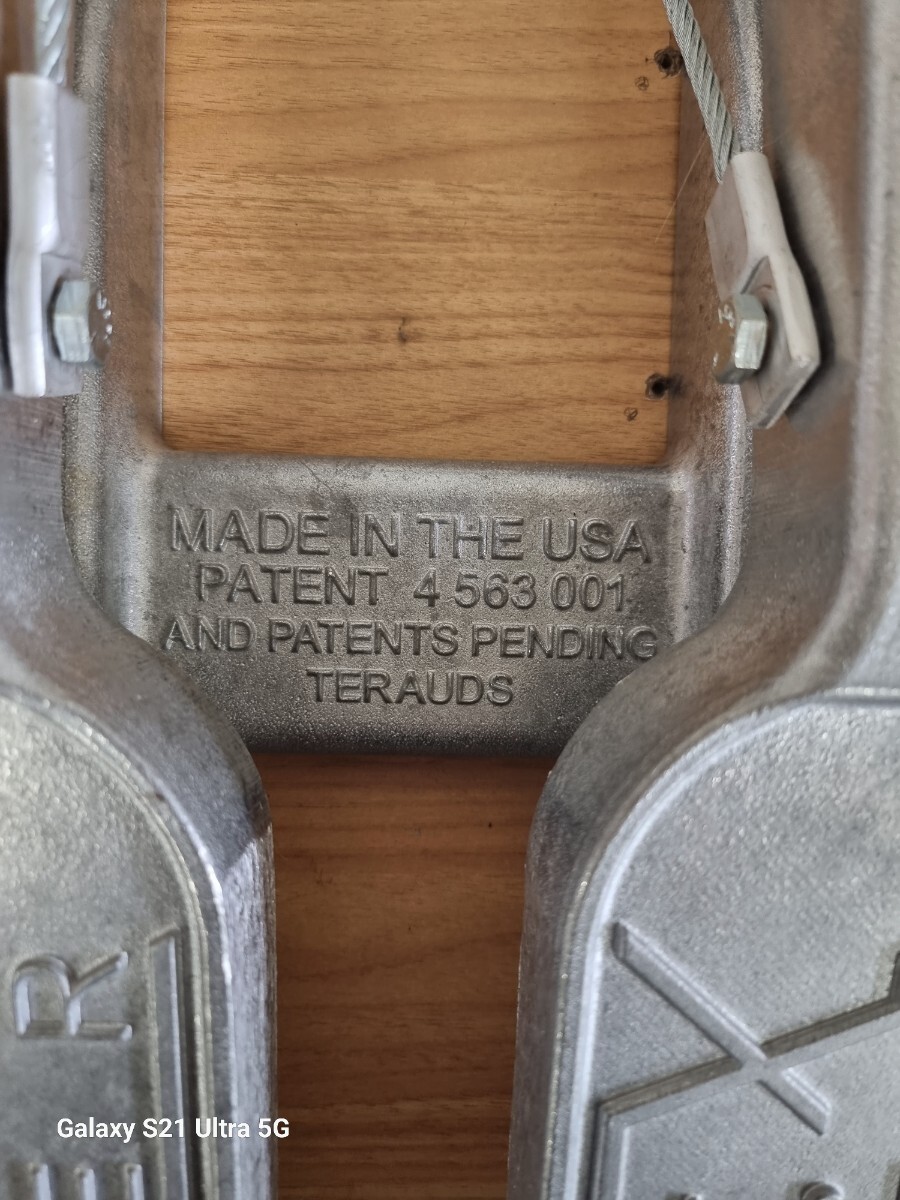 MADE IN THE USA
PATENT 4 563 001
AND PATENTS PENDING
TERAUDS
R
Galaxy S21 Ultra 5G